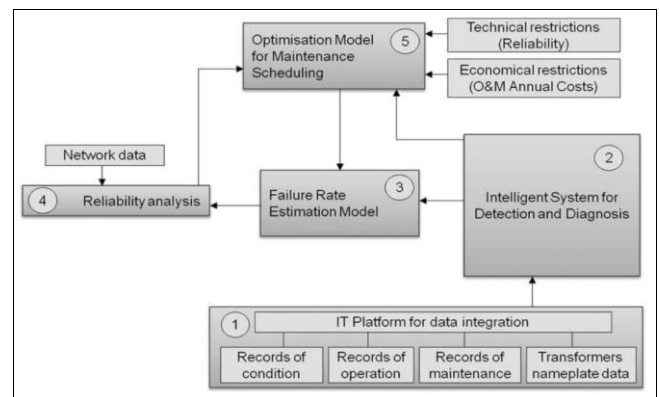 Optimisation Model
for Maintenance
Scheduling
5
Technical restrictions
(Reliability)
Economical restrictions
(O&M Annual Costs)
Network data
4
Reliability analysis
Failure Rate
Estimation Model
3
2
Intelligent System for
Detection and Diagnosis
1
IT Platform for data integration
Records of
condition
Records of
operation
Records of
maintenance
Transformers
nameplate data